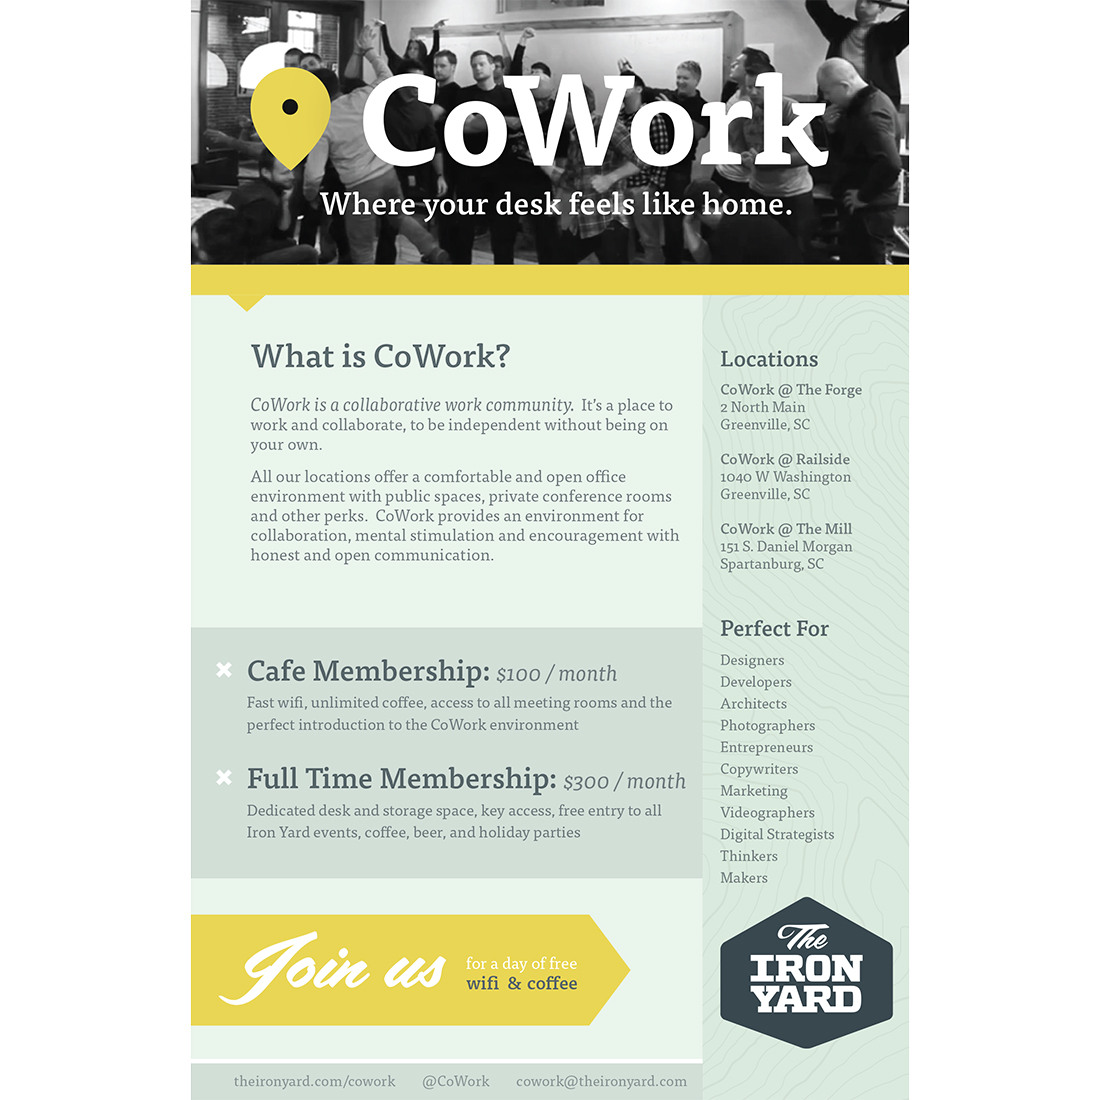 CoWork
Where your desk feels like home.
What is CoWork?
CoWork is a collaborative work community.  It's a place to
work and collaborate, to be independent without being on
your own.
All our locations offer a comfortable and open office
environment with public spaces, private conference rooms
and other perks.  CoWork provides an environment for
collaboration, mental stimulation and encouragement with
honest and open communication.
Cafe Membership: $100 / month
Fast wifi, unlimited coffee, access to all meeting rooms and the
perfect introduction to the CoWork environment
Full Time Membership: $300 / month
Dedicated desk and storage space, key access, free entry to all
Iron Yard events, coffee, beer, and holiday parties
Join us
for a day of free
wifi & coffee
Locations
CoWork @ The Forge
2 North Main
Greenville, SC
CoWork @ Railside
1040 W Washington
Greenville, SC
CoWork @ The Mill
151 S. Daniel Morgan
Spartanburg, SC
Perfect For
Designers
Developers
Architects
Photographers
Entrepreneurs
Copywriters
Marketing
Videographers
Digital Strategists
Thinkers
Makers
The
IRON
YARD
theironyard.com/cowork @CoWork cowork@theironyard.com